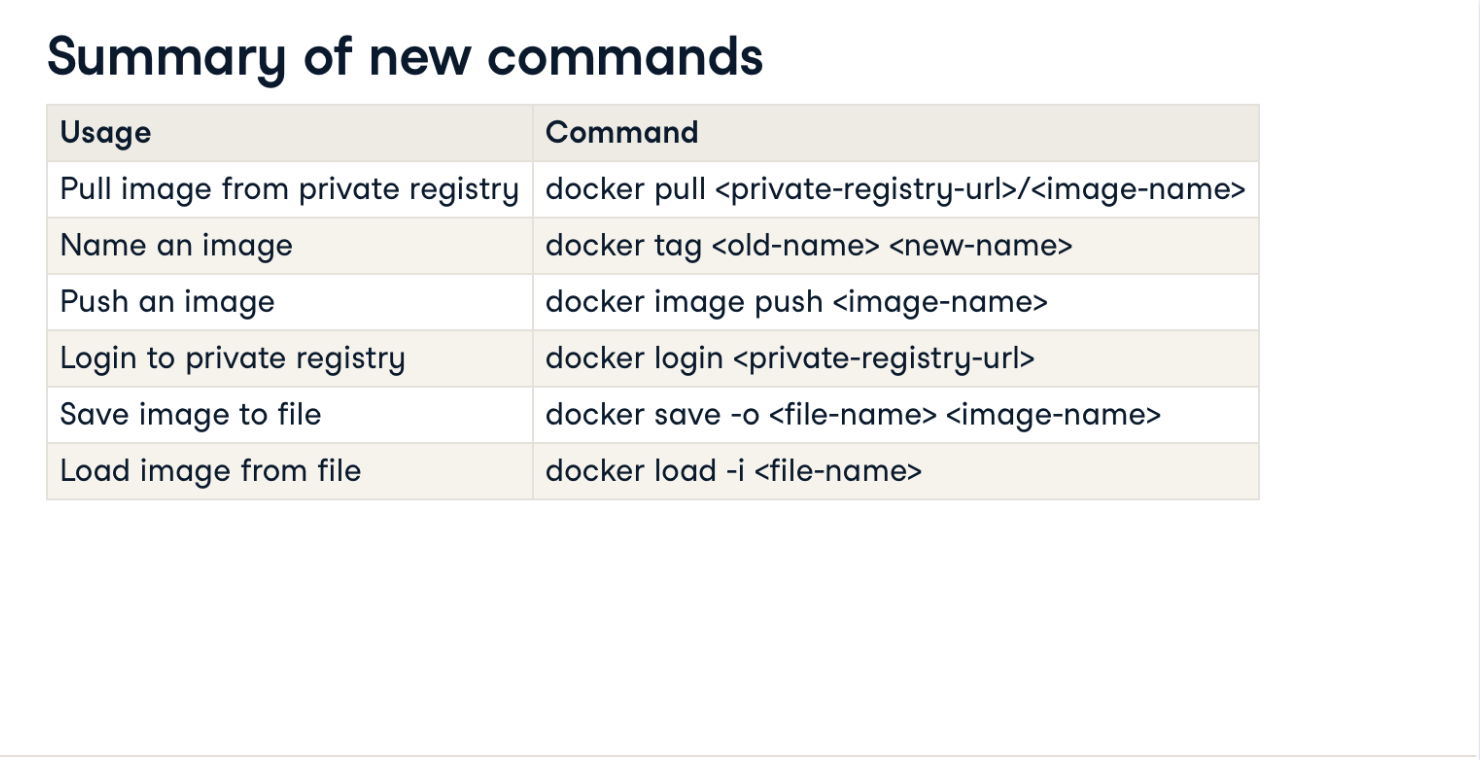 Summary of new commands
Usage Command
Pull image from private registry docker pull <private-registry-url>/<image-name>
Name an image docker tag <old-name> <new-name>
Push an image docker image push <image-name>
Login to private registry docker login <private-registry-url>
Save image to file docker save -o <file-name> <image-name>
Load image from file docker load -i <file-name>